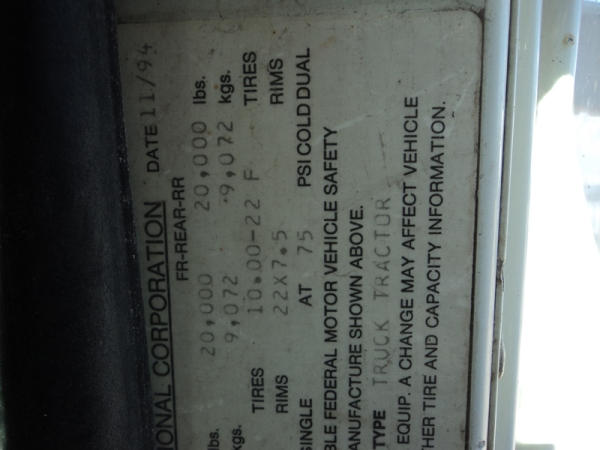 IONAL CORPORATION DATE 11/94
FR-REAR-RR
lbs. 20,000 20,000 lbs.
kgs. 9,072 9,072 kgs.
TIRES 10.00-22 F TIRES
RIMS 22X7.5 RIMS
SINGLE AT 75 PSI COLD DUAL
BLE FEDERAL MOTOR VEHICLE SAFETY
ANUFACTURE SHOWN ABOVE.
TYPE TRUCK TRACTOR
EQUIP. A CHANGE MAY AFFECT VEHICLE
THER TIRE AND CAPACITY INFORMATION.